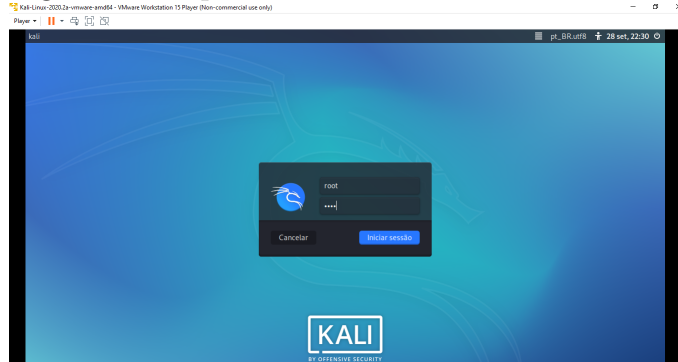 Kali-Linux-2020.2a-vmware-amd64 - VMware Workstation 15 Player (Non-commercial use only)
Player
kali
pt_BR.utf8 28 set, 22:30
root
••••
Cancelar Iniciar sessão
KALI
BY OFFENSIVE SECURITY